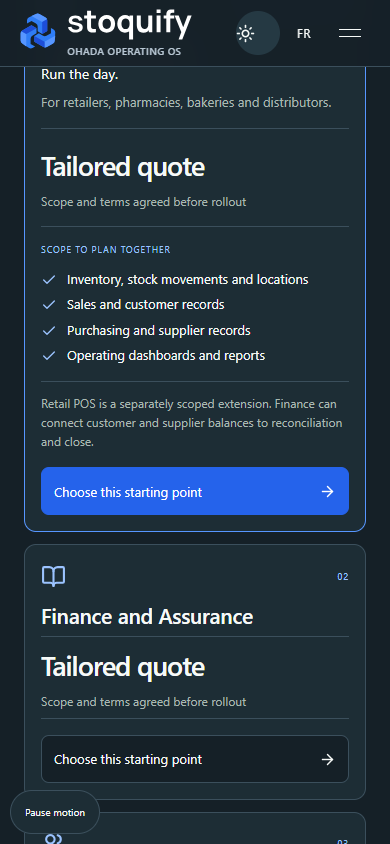 stoquify
OHADA OPERATING OS
FR
Run the day.
For retailers, pharmacies, bakeries and distributors.
Tailored quote
Scope and terms agreed before rollout
SCOPE TO PLAN TOGETHER
Inventory, stock movements and locations
Sales and customer records
Purchasing and supplier records
Operating dashboards and reports
Retail POS is a separately scoped extension. Finance can
connect customer and supplier balances to reconciliation
and close.
Choose this starting point
02
Finance and Assurance
Tailored quote
Scope and terms agreed before rollout
Choose this starting point
Pause motion
03